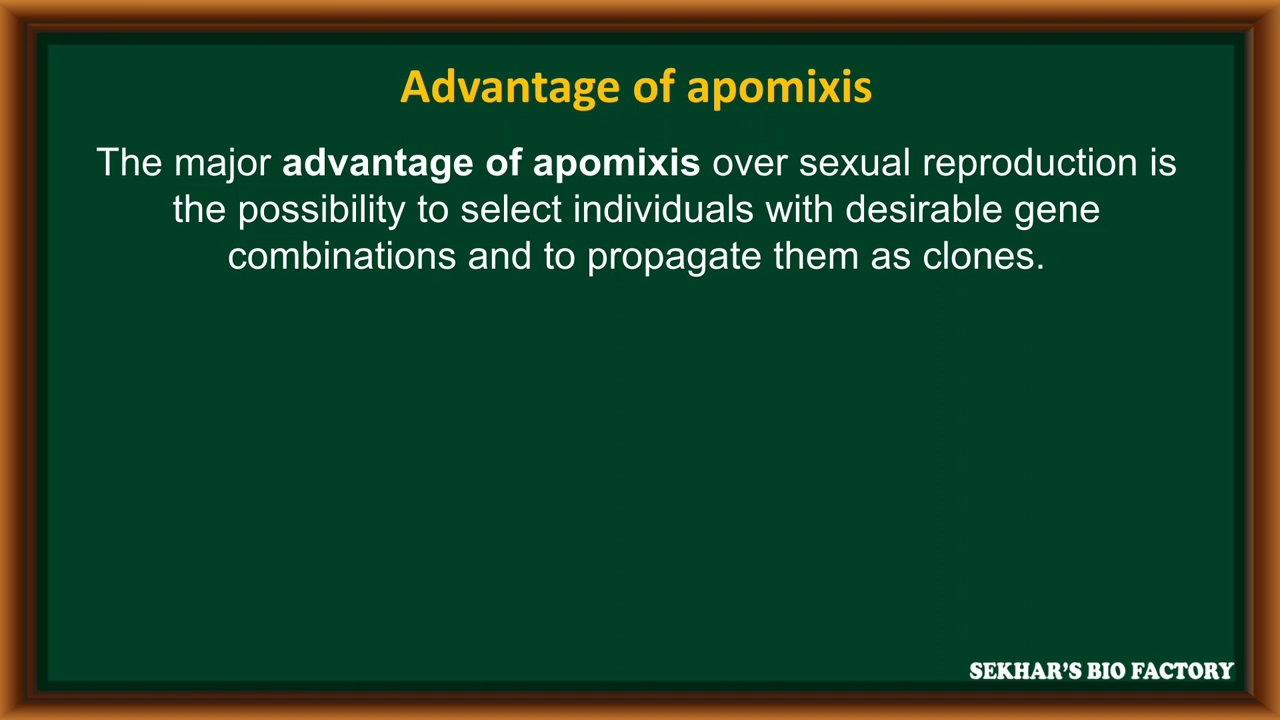 Advantage of apomixis
The major advantage of apomixis over sexual reproduction is
the possibility to select individuals with desirable gene
combinations and to propagate them as clones.
SEKHAR'S BIO FACTORY